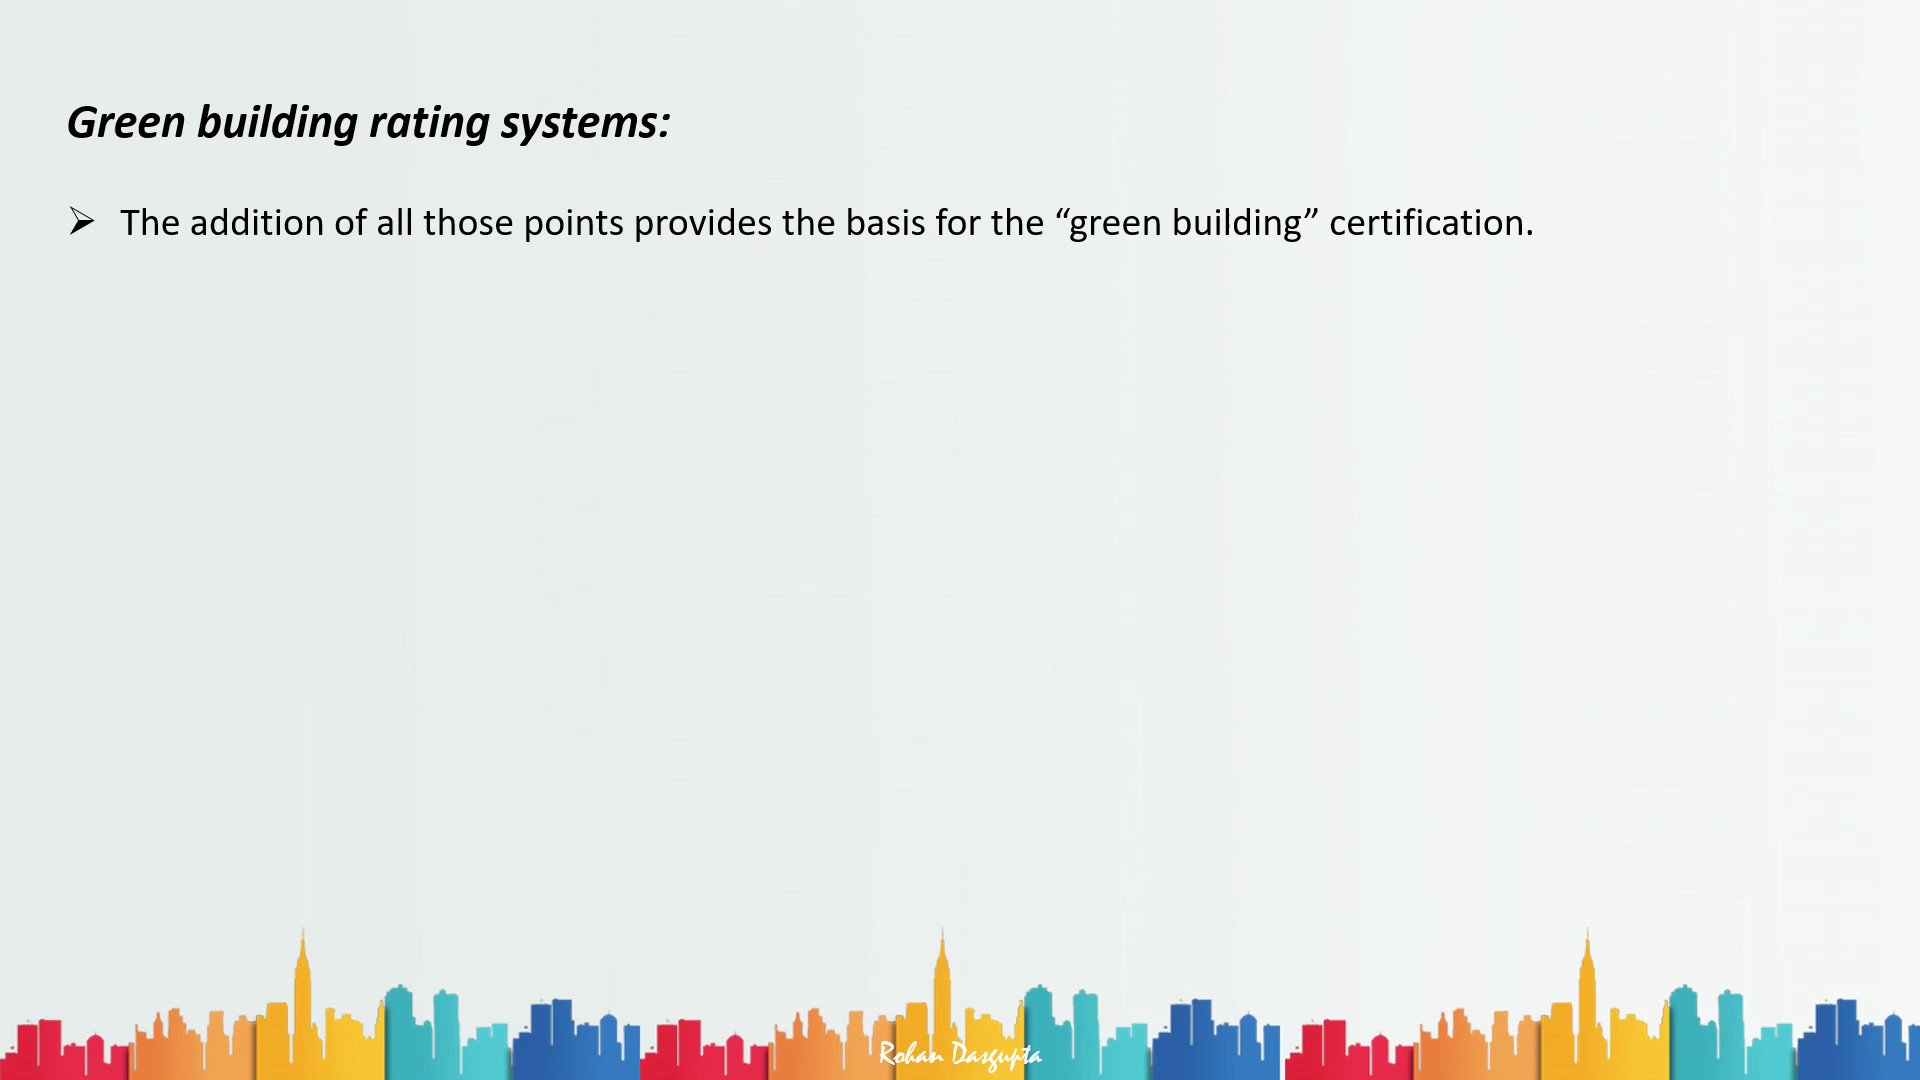 Green building rating systems:
➢ The addition of all those points provides the basis for the “green building” certification.
Rohan Dasgupta